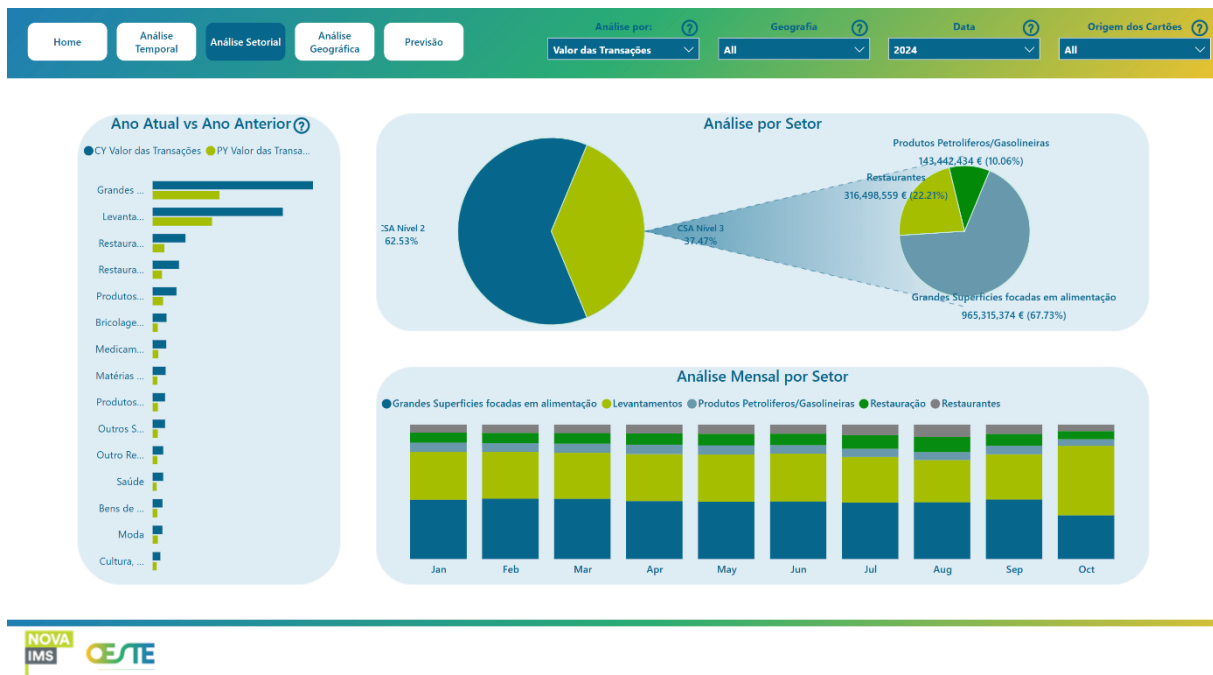 Home
Análise
Temporal
Análise Setorial
Análise
Geográfica
Previsão
Análise por: ?
Valor das Transações
Geografia ?
All
Data ?
2024
Origem dos Cartões ?
All
Ano Atual vs Ano Anterior ?
CY Valor das Transações PY Valor das Transa...
Grandes ...
Levanta...
Restaura...
Restaura...
Produtos...
Bricolage...
Medicam...
Matérias ...
Produtos...
Outros S...
Outro Re...
Saúde
Bens de ...
Moda
Cultura, ...
Análise por Setor
CSA Nivel 2
62.53%
CSA Nivel 3
37.47%
Produtos Petroliferos/Gasolineiras
143,442,434 € (10.06%)
Restaurantes
316,498,559 € (22.21%)
Grandes Superficies focadas em alimentação
965,315,374 € (67.73%)
Análise Mensal por Setor
Grandes Superficies focadas em alimentação Levantamentos Produtos Petroliferos/Gasolineiras Restauração Restaurantes
Jan Feb Mar Apr May Jun Jul Aug Sep Oct
NOVA
IMS
OESTE